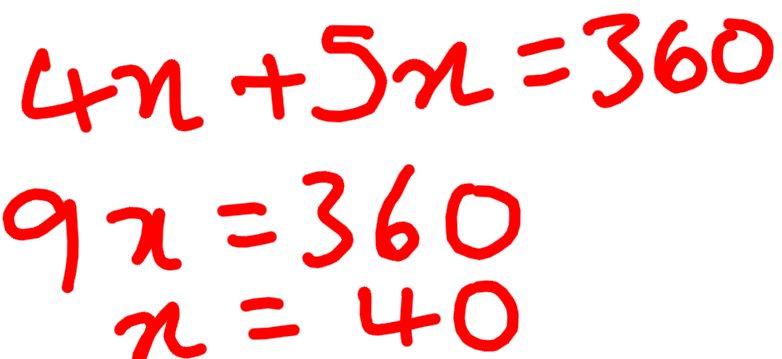 4x + 5x = 360
9x = 360
x = 40